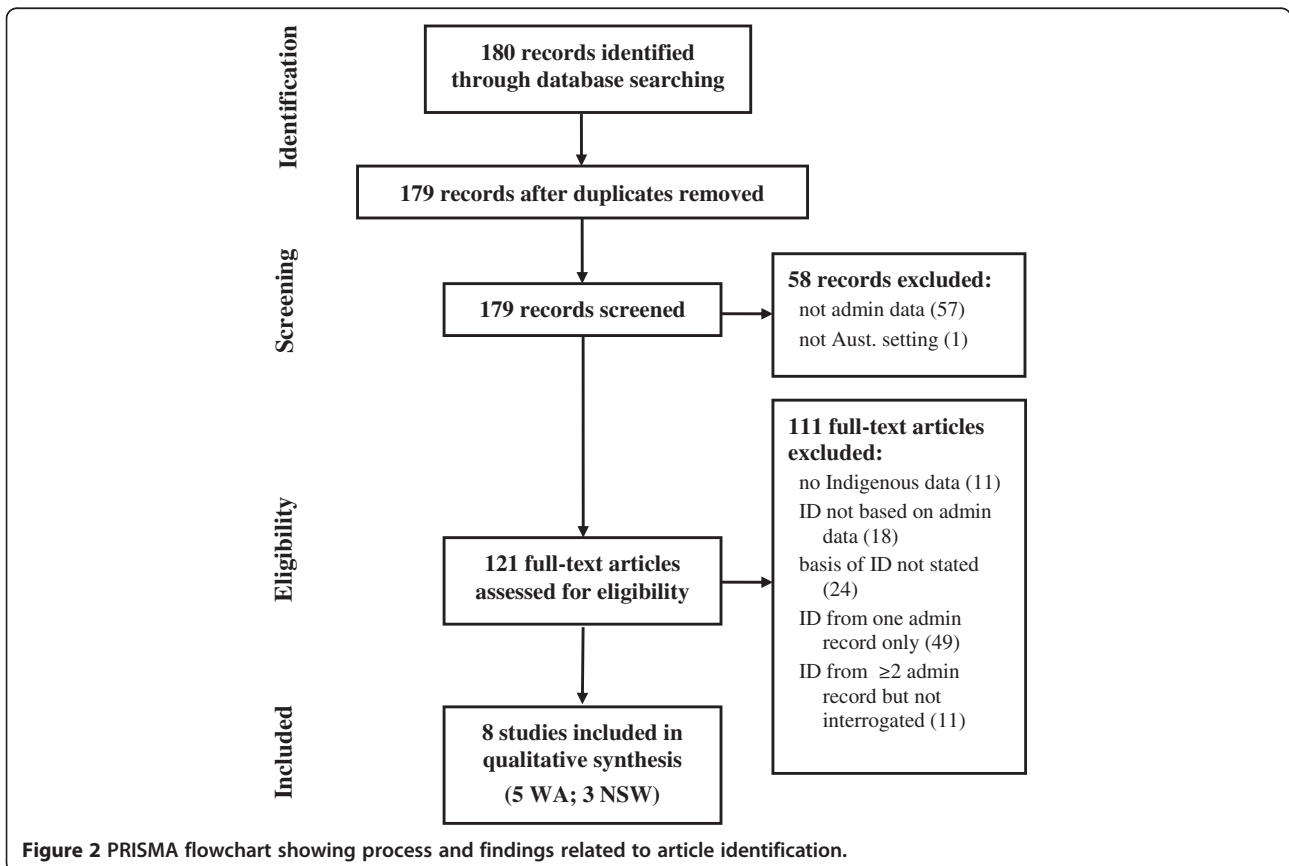 Identification
180 records identified
through database searching
179 records after duplicates removed
Screening
179 records screened
58 records excluded:
not admin data (57)
not Aust. setting (1)
Eligibility
121 full-text articles
assessed for eligibility
111 full-text articles
excluded:
no Indigenous data (11)
ID not based on admin
data (18)
basis of ID not stated
(24)
ID from one admin
record only (49)
ID from ≥2 admin
record but not
interrogated (11)
Included
8 studies included in
qualitative synthesis
(5 WA; 3 NSW)
Figure 2 PRISMA flowchart showing process and findings related to article identification.